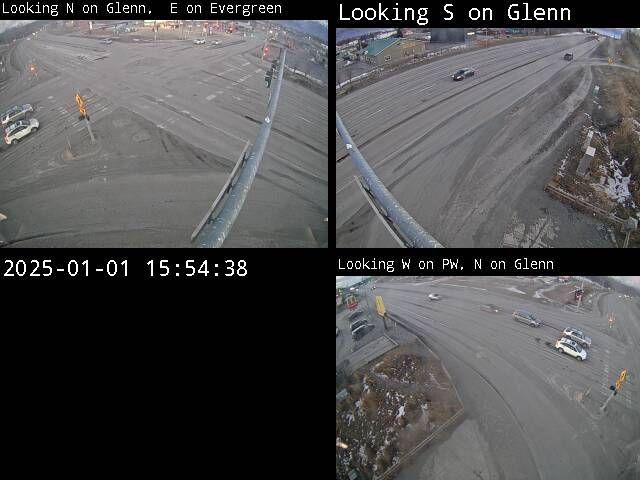 Looking N on Glenn,  E on Evergreen
Looking S on Glenn
2025-01-01 15:54:38
Looking W on PW, N on Glenn